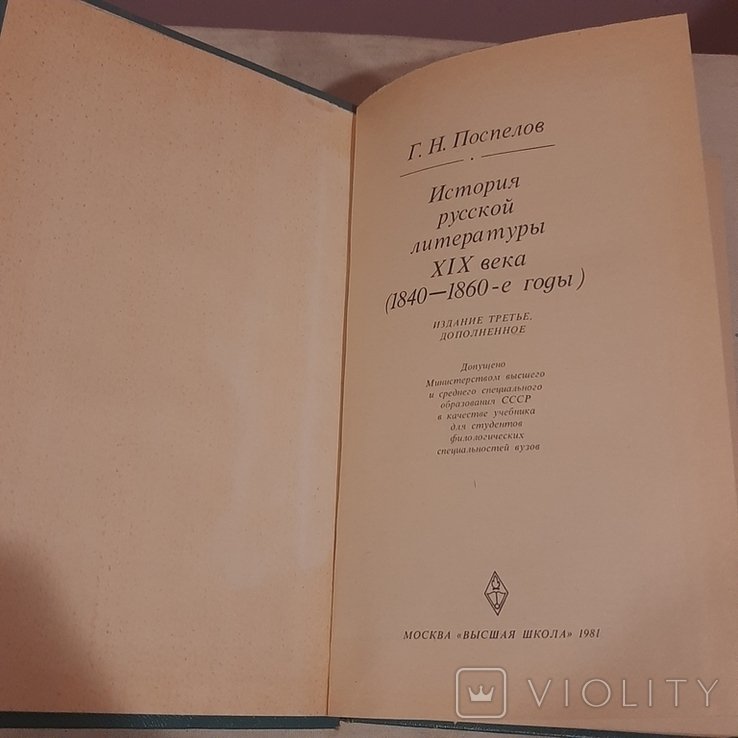 Г. Н. Поспелов
История
русской
литературы
XIX века
(1840—1860-е годы)
ИЗДАНИЕ ТРЕТЬЕ,
ДОПОЛНЕННОЕ
Допущено
Министерством высшего
и среднего специального
образования СССР
в качестве учебника
для студентов
филологических
специальностей вузов
МОСКВА «ВЫСШАЯ ШКОЛА» 1981
VIOLITY